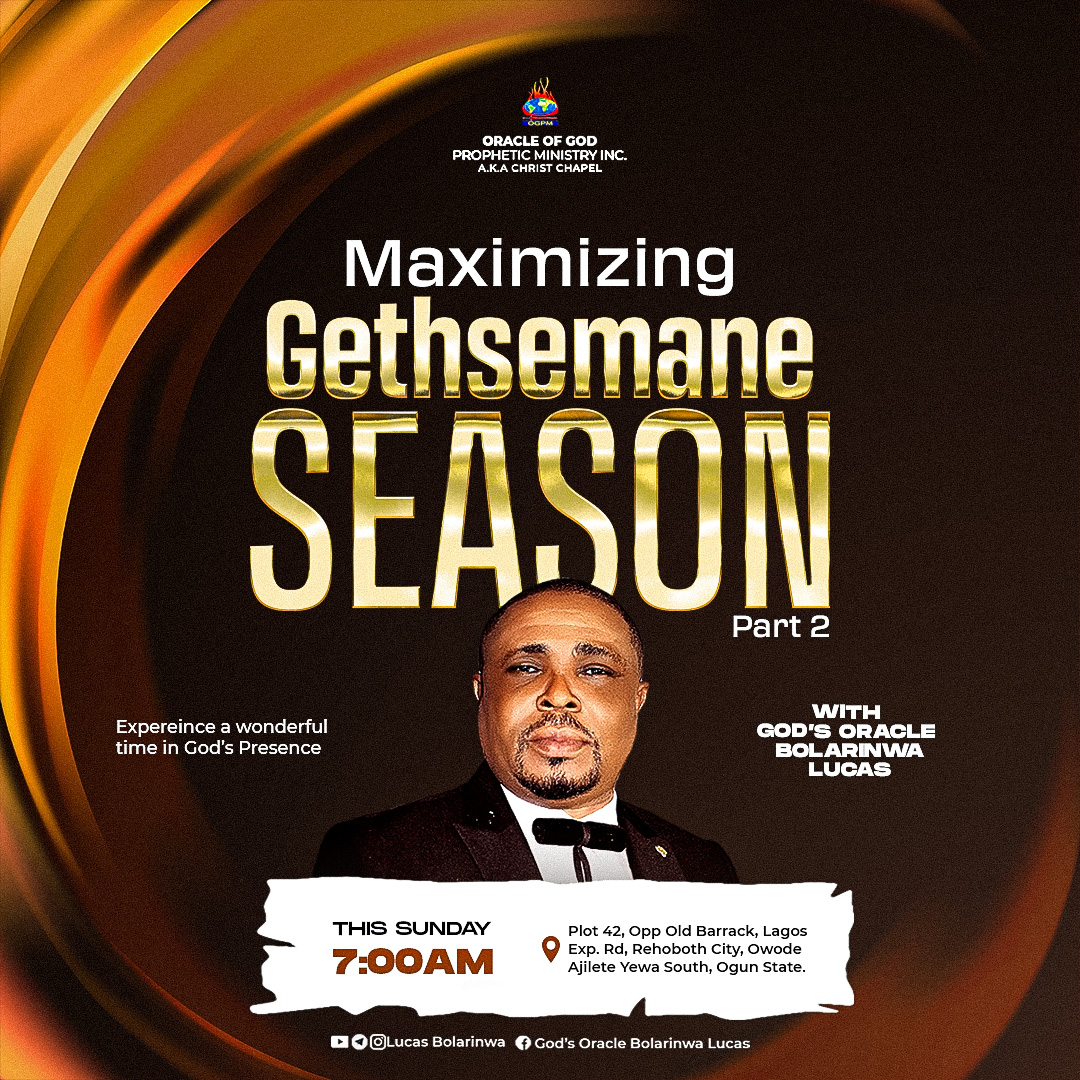 OGPM
ORACLE OF GOD
PROPHETIC MINISTRY INC.
A.K.A CHRIST CHAPEL
Maximizing
Gethsemane
SEASON
Part 2
Expereince a wonderful
time in God's Presence
WITH
GOD'S ORACLE
BOLARINWA
LUCAS
THIS SUNDAY
7:00AM
Plot 42, Opp Old Barrack, Lagos
Exp. Rd, Rehoboth City, Owode
Ajilete Yewa South, Ogun State.
Lucas Bolarinwa God's Oracle Bolarinwa Lucas